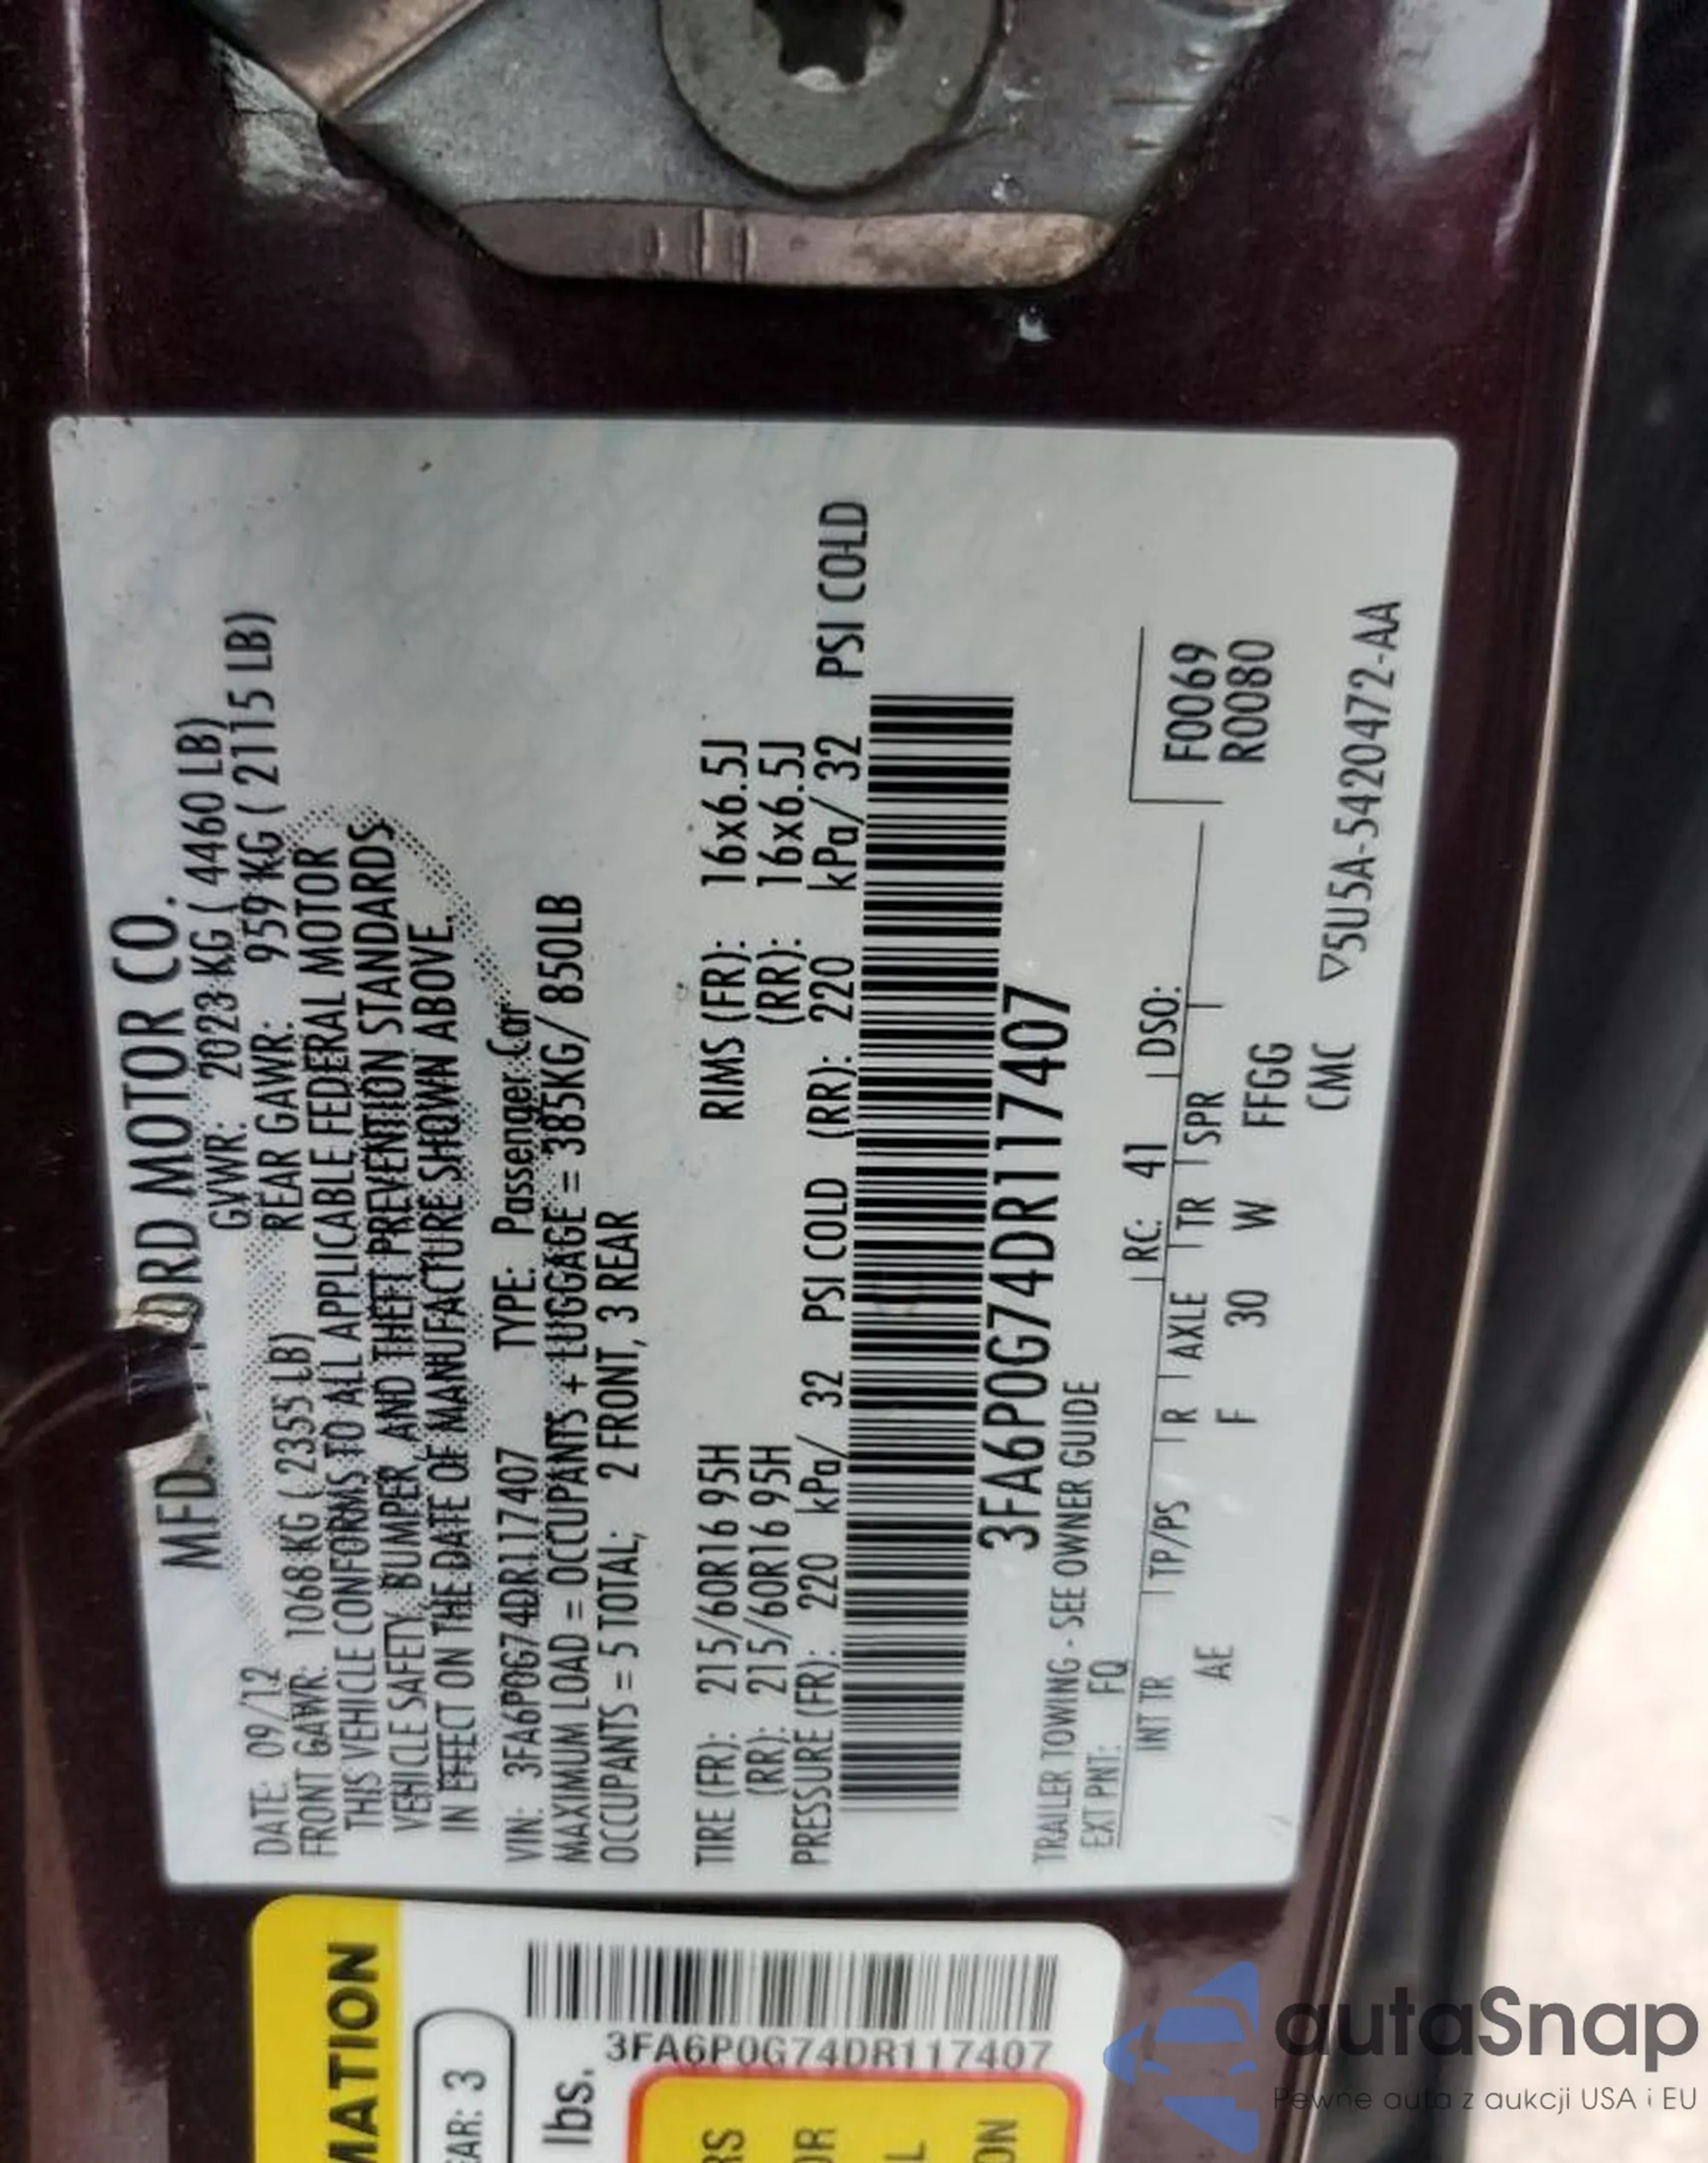 MFD. FORD MOTOR CO.
DATE: 09/12 GVWR: 2023 KG ( 4460 LB)
FRONT GAWR: 1068 KG ( 2355 LB) REAR GAWR: 959 KG ( 2115 LB)
THIS VEHICLE CONFORMS TO ALL APPLICABLE FEDERAL MOTOR
VEHICLE SAFETY, BUMPER, AND THEFT PREVENTION STANDARDS
IN EFFECT ON THE DATE OF MANUFACTURE SHOWN ABOVE.
VIN: 3FA6P0G74DR117407 TYPE: Passenger Car
MAXIMUM LOAD = OCCUPANTS + LUGGAGE = 385KG/ 850LB
OCCUPANTS = 5 TOTAL; 2 FRONT, 3 REAR
TIRE (FR): 215/60R16 95H RIMS (FR): 16x6.5J
(RR): 215/60R16 95H (RR): 16x6.5J
PRESSURE (FR): 220 kPa/ 32 PSI COLD (RR): 220 kPa/ 32 PSI COLD
3FA6P0G74DR117407
TRAILER TOWING - SEE OWNER GUIDE
EXT PNT: FQ RC: 41 DSO:
INT TR TP/PS R AXLE TR SPR F0069
AE F 30 W FFGG R0080
CMC ▽5U5A-5420472-AA
MATION
EAR: 3
3FA6P0G74DR117407
lbs.
RS
OR
L
ON
autaSnap
Pewne auta z aukcji USA i EU